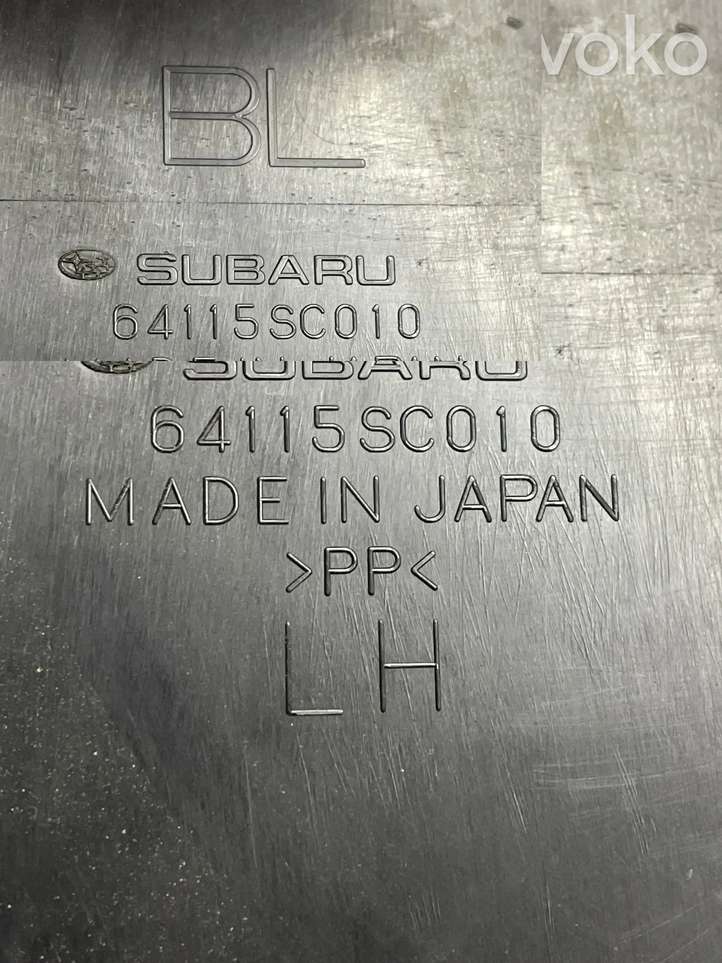 voko
BL
SUBARU
64115SC010
SUBARU
64115SC010
MADE IN JAPAN
>PP<
LH